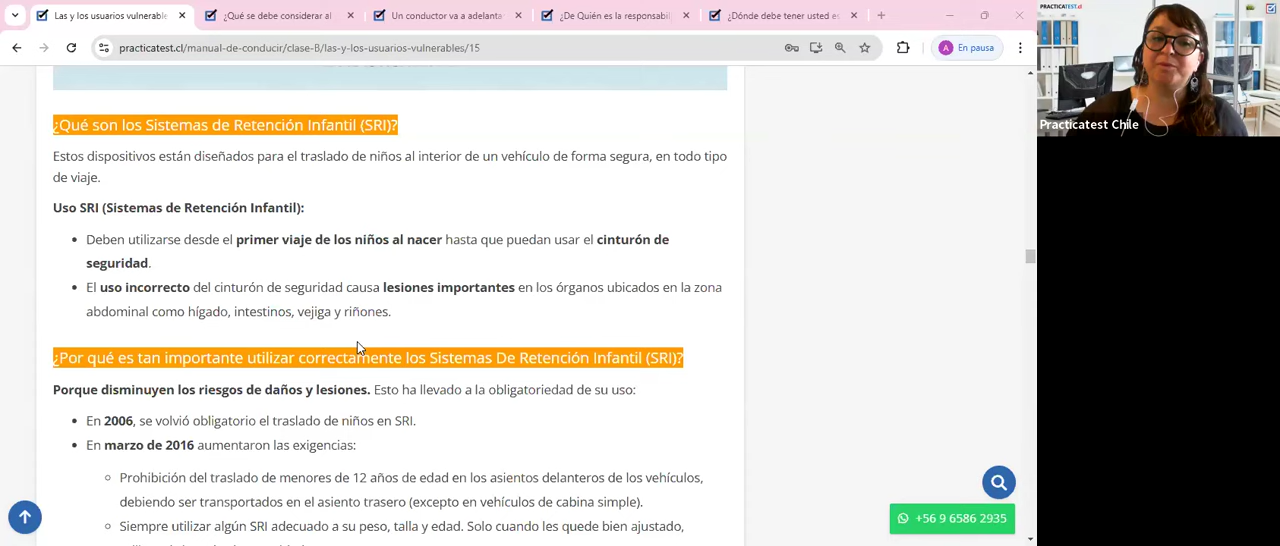 Las y los usuarios vulnerable
¿Qué se debe considerar al
Un conductor va a adelanta
¿De Quién es la responsabil
¿Dónde debe tener usted e
practicatest.cl/manual-de-conducir/clase-B/las-y-los-usuarios-vulnerables/15
A En pausa
PRACTICATEST.cl
Practicatest Chile
¿Qué son los Sistemas de Retención Infantil (SRI)?
Estos dispositivos están diseñados para el traslado de niños al interior de un vehículo de forma segura, en todo tipo
de viaje.
Uso SRI (Sistemas de Retención Infantil):
• Deben utilizarse desde el primer viaje de los niños al nacer hasta que puedan usar el cinturón de
seguridad.
• El uso incorrecto del cinturón de seguridad causa lesiones importantes en los órganos ubicados en la zona
abdominal como hígado, intestinos, vejiga y riñones.
¿Por qué es tan importante utilizar correctamente los Sistemas De Retención Infantil (SRI)?
Porque disminuyen los riesgos de daños y lesiones. Esto ha llevado a la obligatoriedad de su uso:
• En 2006, se volvió obligatorio el traslado de niños en SRI.
• En marzo de 2016 aumentaron las exigencias:
◦ Prohibición del traslado de menores de 12 años de edad en los asientos delanteros de los vehículos,
debiendo ser transportados en el asiento trasero (excepto en vehículos de cabina simple).
◦ Siempre utilizar algún SRI adecuado a su peso, talla y edad. Solo cuando les quede bien ajustado,
+56 9 6586 2935